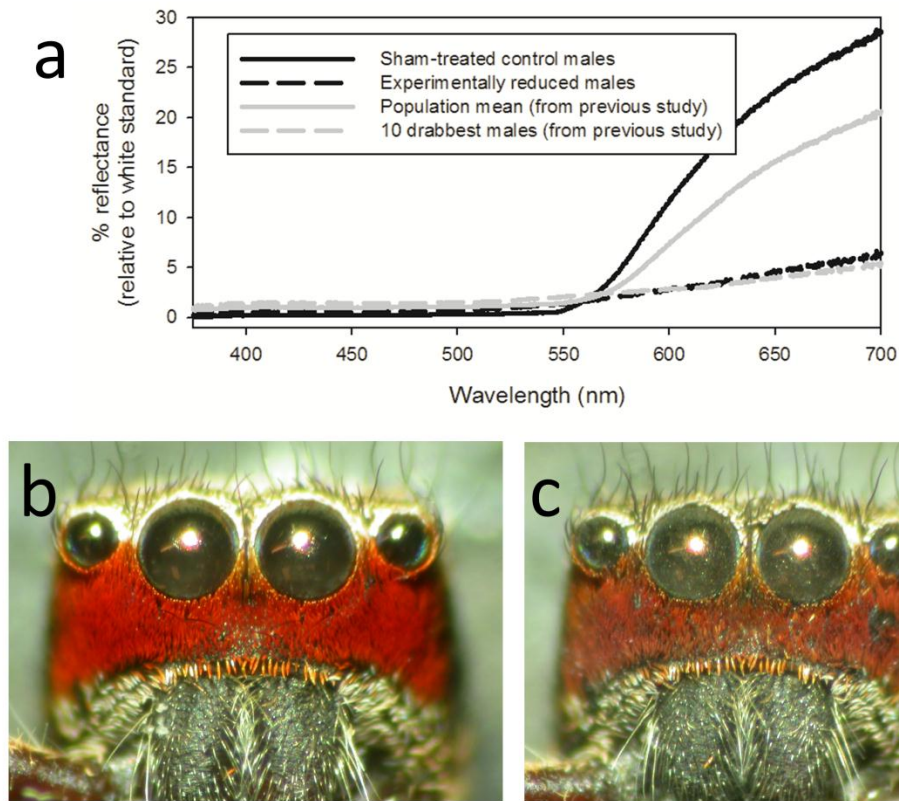 a
30
25
20
15
10
5
0
% reflectance
(relative to white standard)
Sham-treated control males
Experimentally reduced males
Population mean (from previous study)
10 drabbest males (from previous study)
400 450 500 550 600 650 700
Wavelength (nm)
b
c